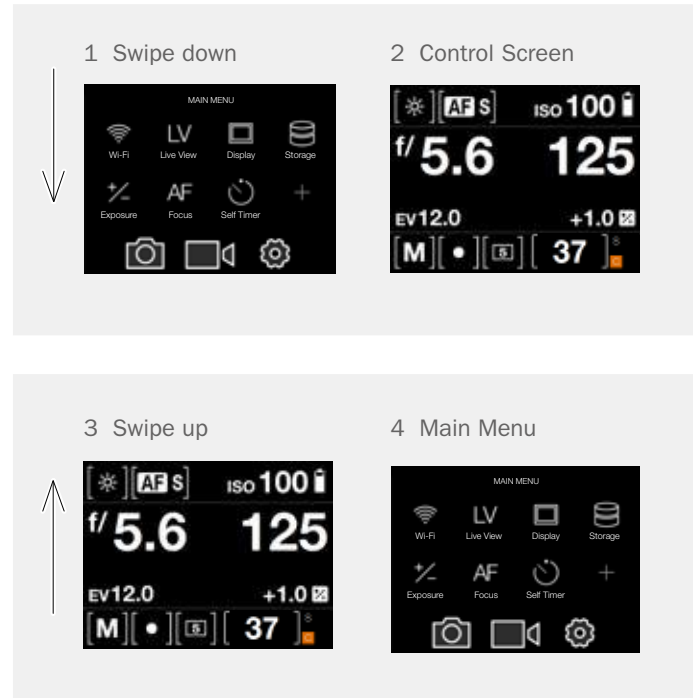 1 Swipe down
2 Control Screen
MAIN MENU
Wi-Fi LV Live View Display Storage
+/- Exposure AF Focus Self Timer +
[ ][AF S] ISO 100
f/5.6 125
EV12.0 +1.0
[M][•][5][ 37 ] S C
3 Swipe up
4 Main Menu
[ ][AF S] ISO 100
f/5.6 125
EV12.0 +1.0
[M][•][5][ 37 ] S C
MAIN MENU
Wi-Fi LV Live View Display Storage
+/- Exposure AF Focus Self Timer +